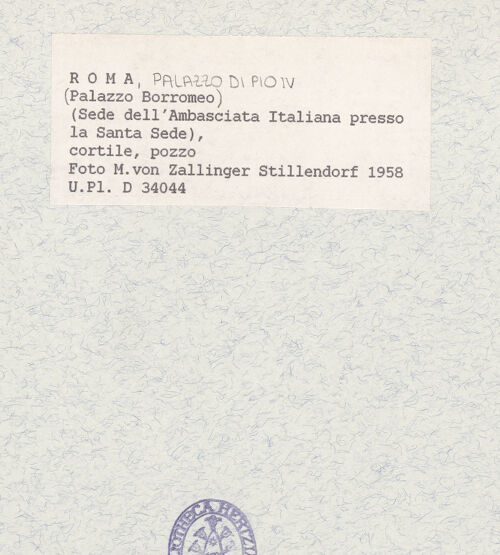 R O M A, PALAZZO DI PIO IV
(Palazzo Borromeo)
(Sede dell'Ambasciata Italiana presso
la Santa Sede),
cortile, pozzo
Foto M.von Zallinger Stillendorf 1958
U.Pl. D 34044